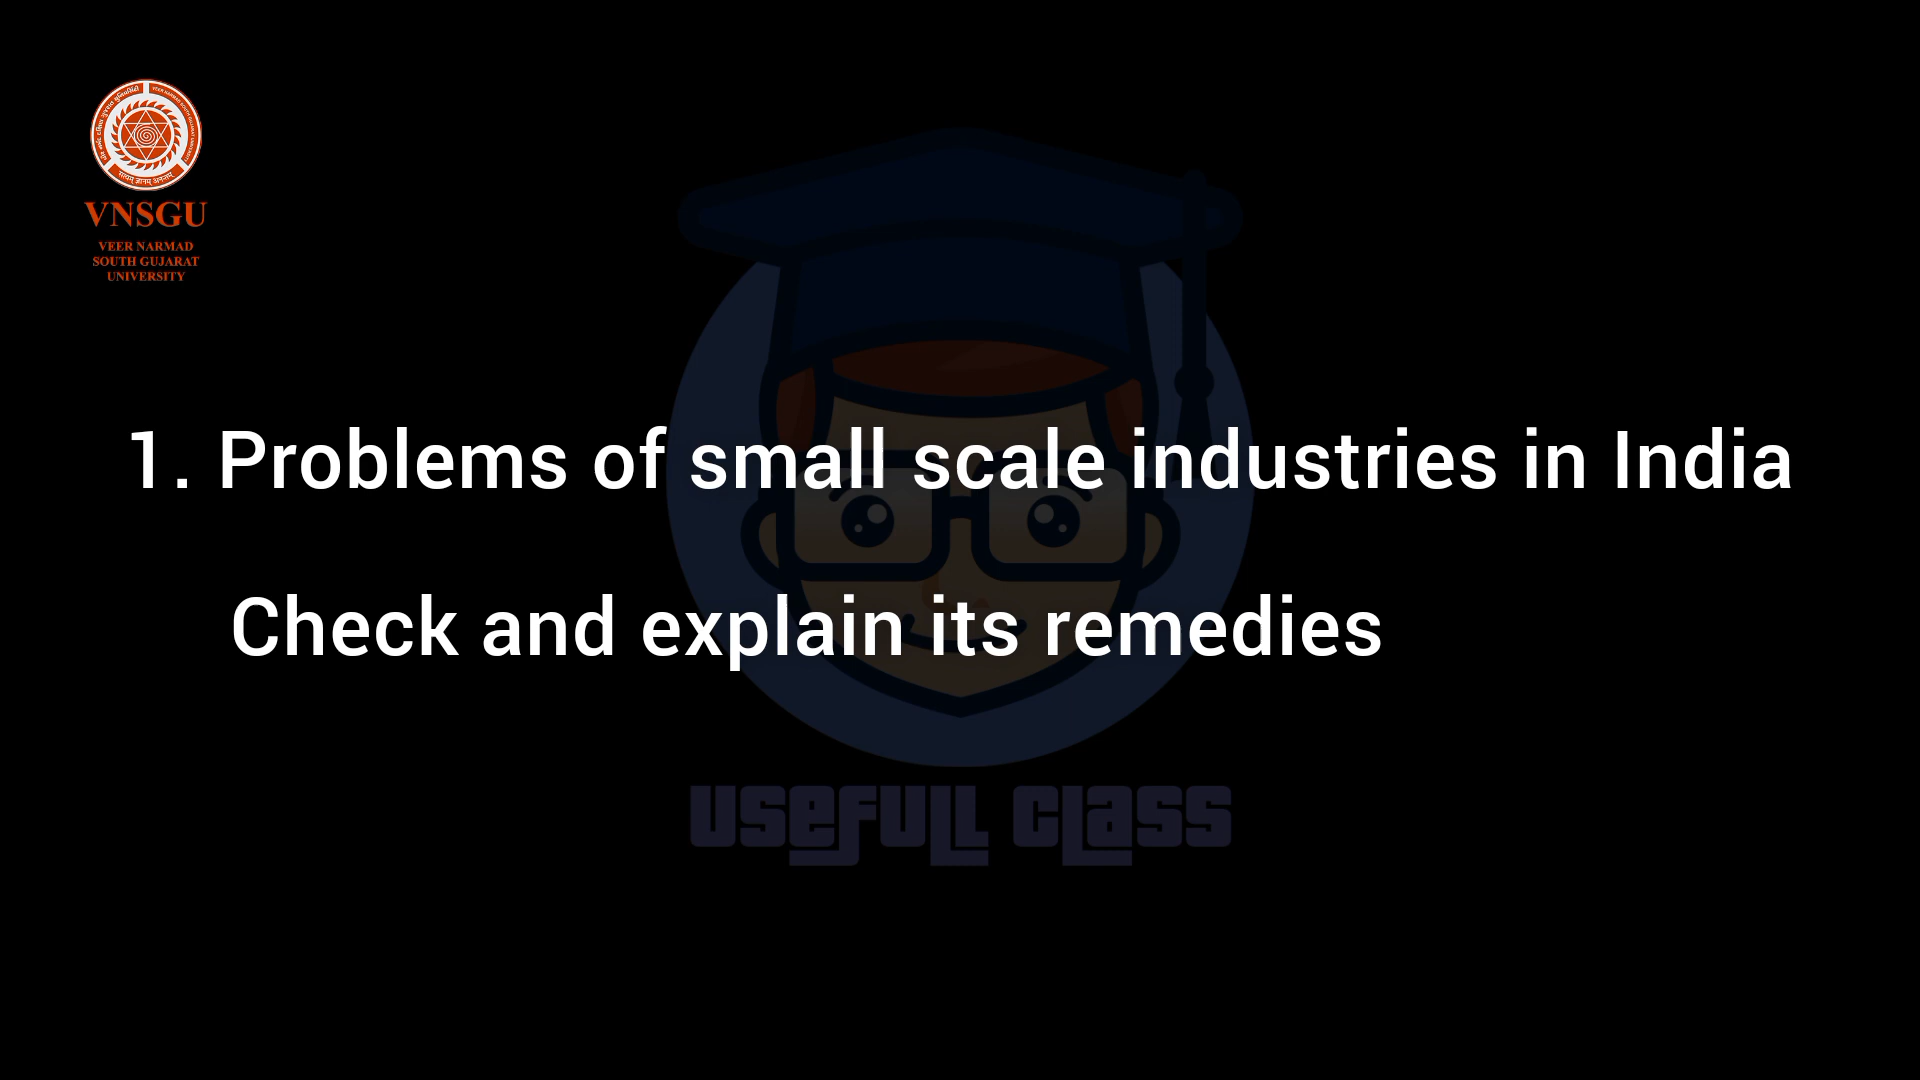 VNSGU
VEER NARMAD
SOUTH GUJARAT
UNIVERSITY
1. Problems of small scale industries in India
Check and explain its remedies
USEFULL CLASS